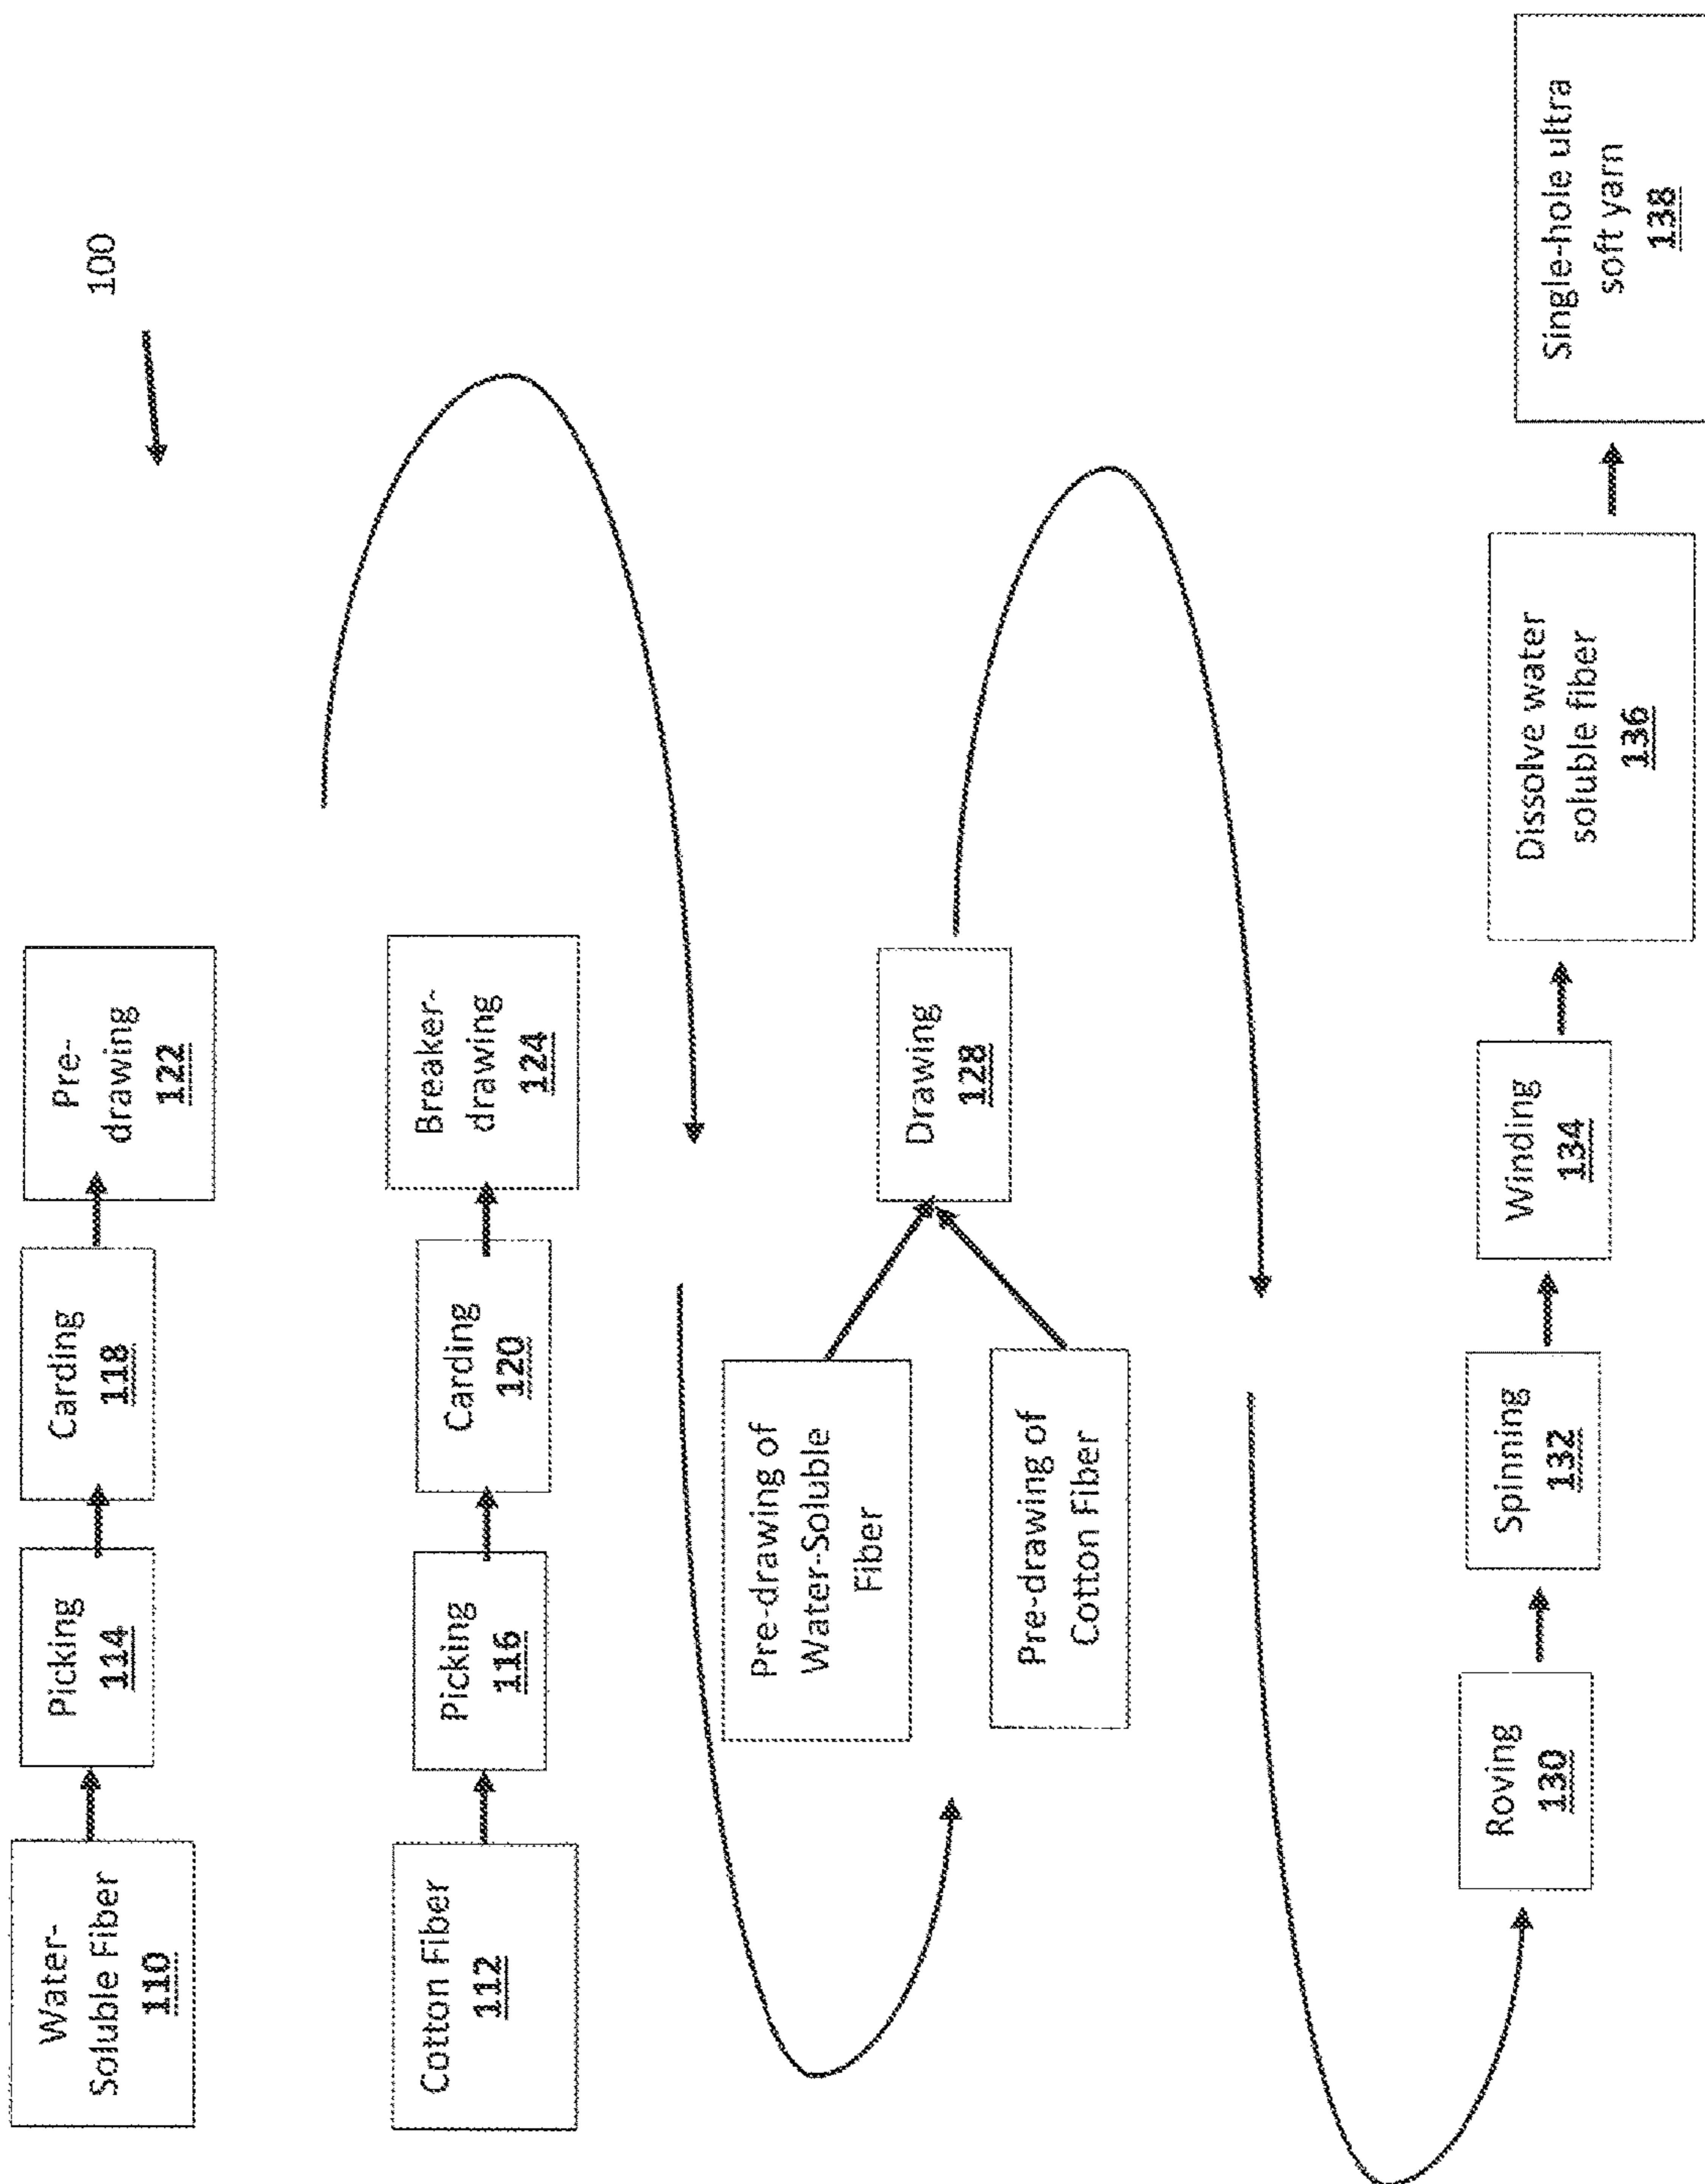 100
Water-
Soluble Fiber
110
Picking
114
Carding
118
Pre-
drawing
122
Cotton Fiber
112
Picking
116
Carding
120
Breaker-
drawing
124
Pre-drawing of
Water-Soluble
Fiber
Pre-drawing of
Cotton Fiber
Drawing
128
Roving
130
Spinning
132
Winding
134
Dissolve water
soluble fiber
136
Single-hole ultra
soft yarn
138